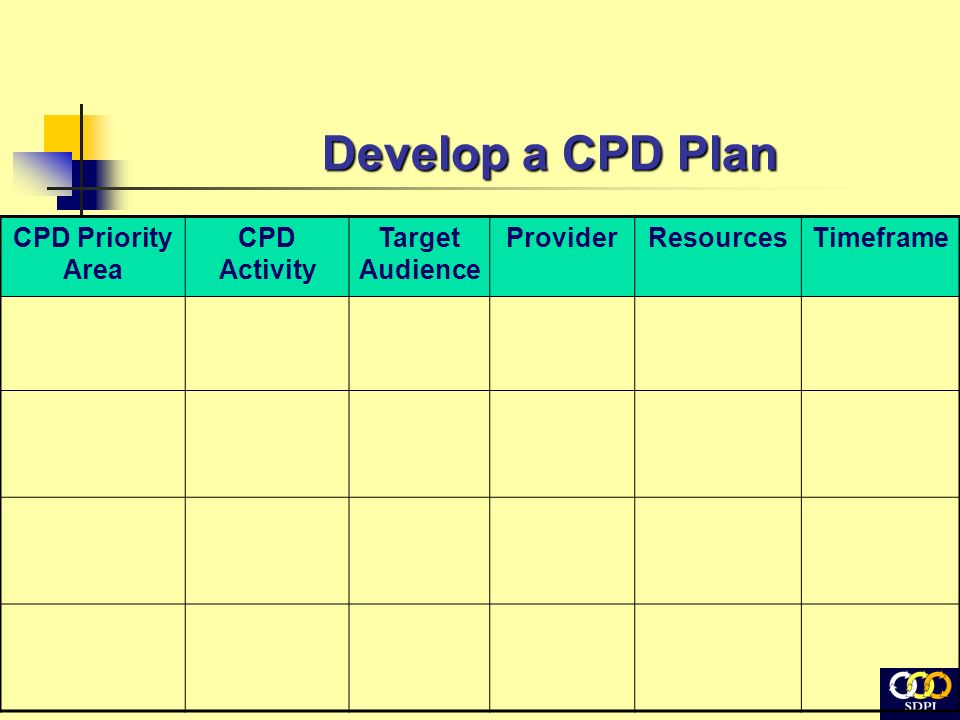 Develop a CPD Plan
CPD Priority Area
CPD Activity
Target Audience
Provider
Resources
Timeframe
SDPI